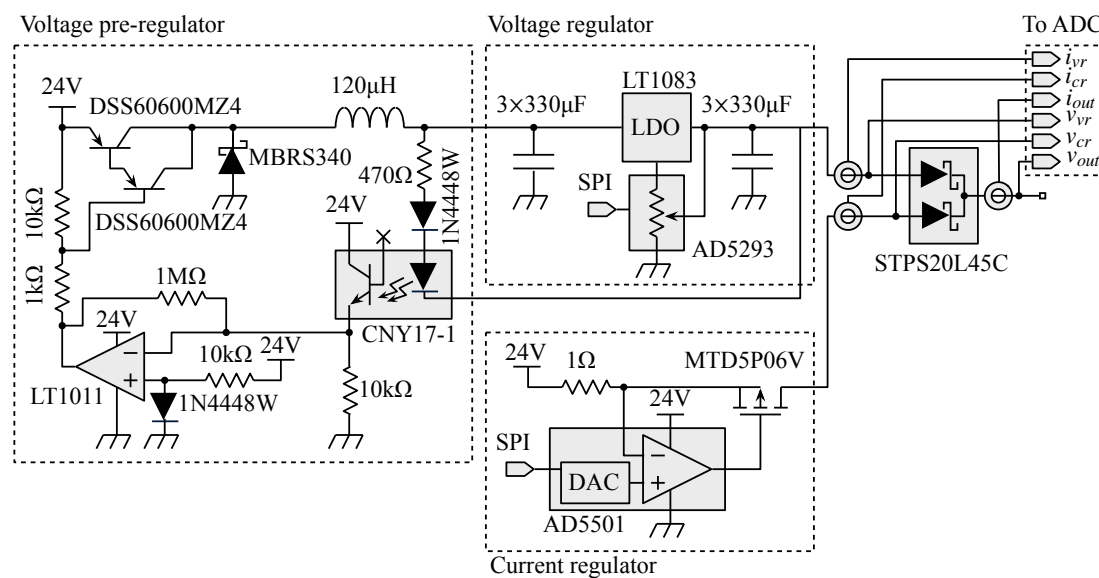 Voltage pre-regulator
Voltage regulator
To ADC
24V
120μH
LT1083
i_vr
DSS60600MZ4
3×330μF
3×330μF
i_cr
LDO
i_out
MBRS340
470Ω
1N4448W
v_vr
v_cr
v_out
SPI
DSS60600MZ4
24V
10kΩ
AD5293
STPS20L45C
1kΩ
1MΩ
CNY17-1
24V
24V
10kΩ
−
+
LT1011
1N4448W
10kΩ
24V
1Ω
MTD5P06V
24V
SPI
−
DAC
+
AD5501
Current regulator